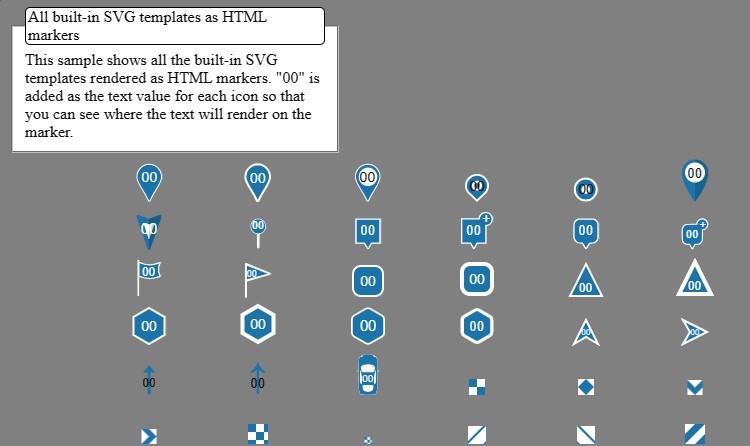 All built-in SVG templates as HTML
markers
This sample shows all the built-in SVG
templates rendered as HTML markers. "00" is
added as the text value for each icon so that
you can see where the text will render on the
marker.
00 00 00 00 00 00
00 00 00 00 00 00
00 00 00 00 00 00
00 00 00 00 00 00
00 00 00